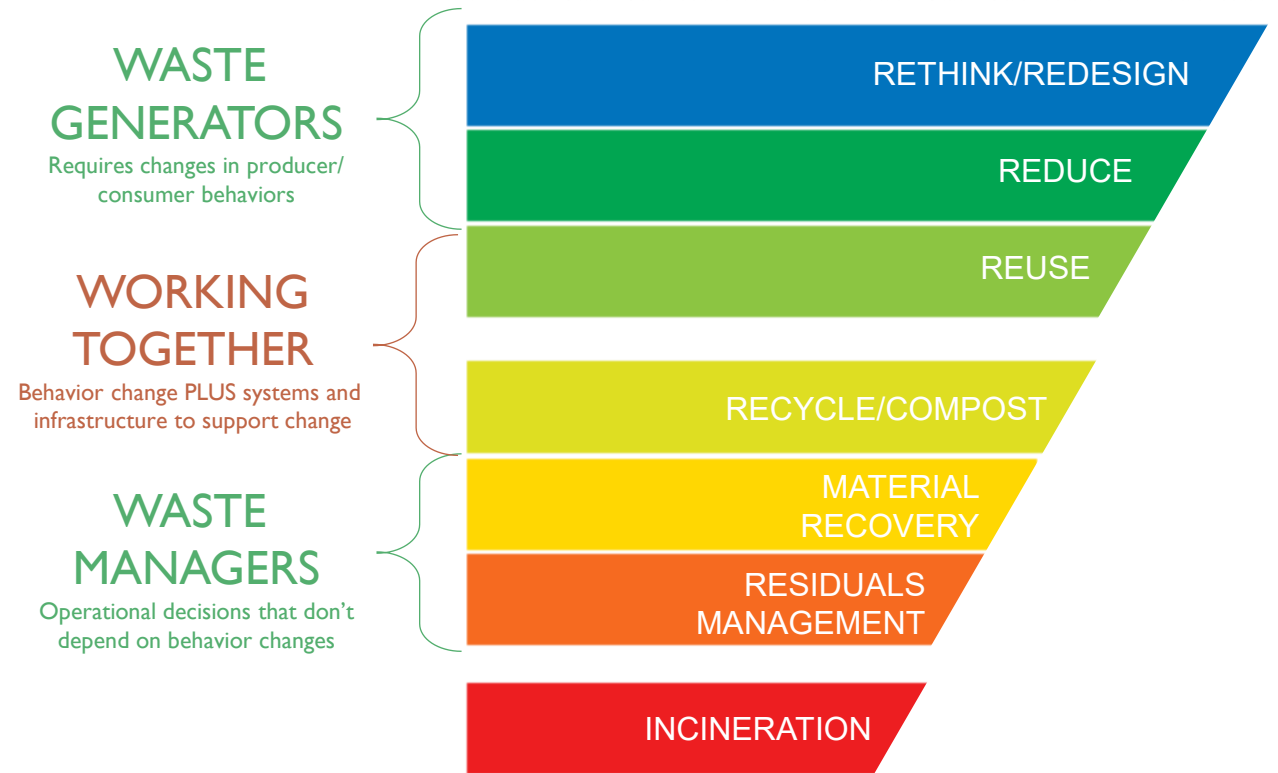 WASTE
GENERATORS
Requires changes in producer/
consumer behaviors
WORKING
TOGETHER
Behavior change PLUS systems and
infrastructure to support change
WASTE
MANAGERS
Operational decisions that don’t
depend on behavior changes
RETHINK/REDESIGN
REDUCE
REUSE
RECYCLE/COMPOST
MATERIAL
RECOVERY
RESIDUALS
MANAGEMENT
INCINERATION